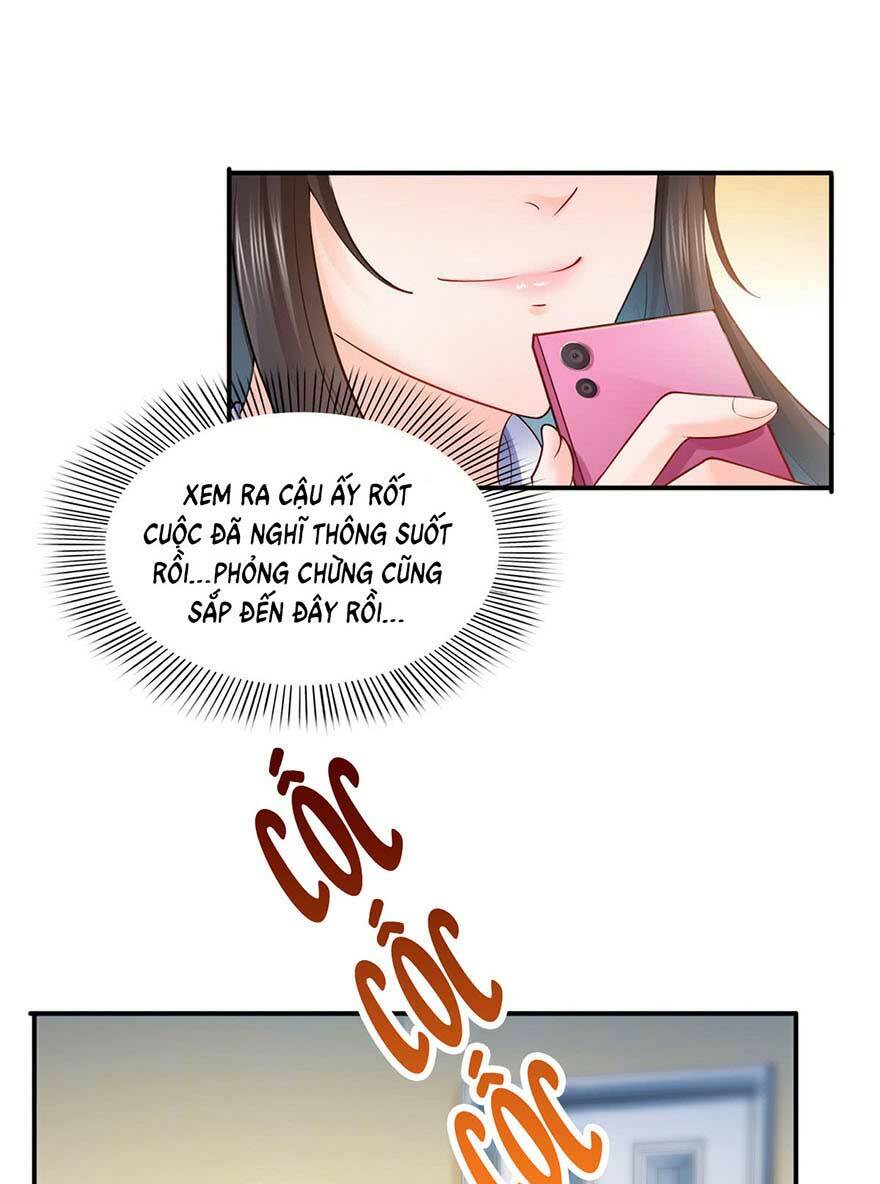 XEM RA CẬU ẤY RỐT
CUỘC ĐÃ NGHĨ THÔNG SUỐT
RỒI...PHỎNG CHỪNG CŨNG
SẮP ĐẾN ĐÂY RỒI...
CỐC
CỐC
CỐC